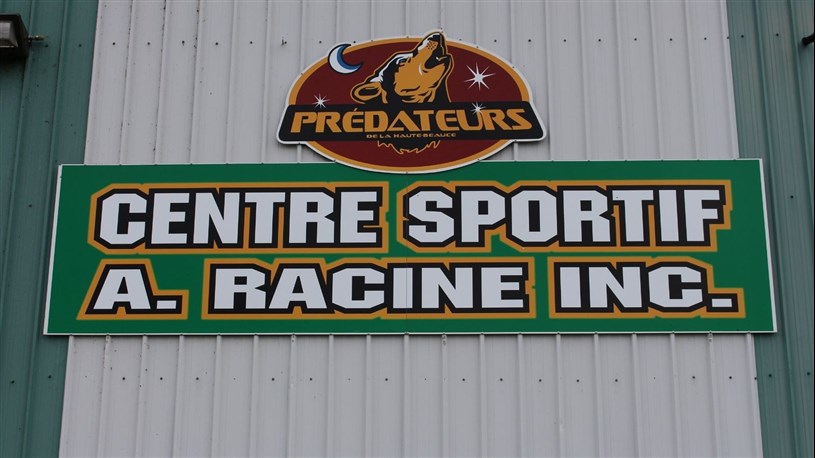 PRÉDATEURS
DE LA HAUTE-BEAUCE
CENTRE SPORTIF
A. RACINE INC.